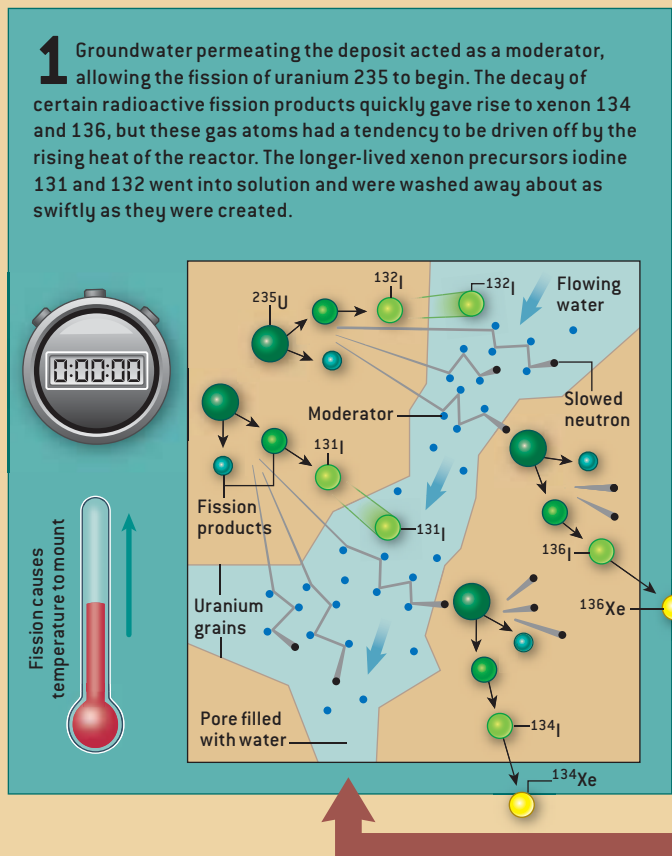 1 Groundwater permeating the deposit acted as a moderator,
allowing the fission of uranium 235 to begin. The decay of
certain radioactive fission products quickly gave rise to xenon 134
and 136, but these gas atoms had a tendency to be driven off by the
rising heat of the reactor. The longer-lived xenon precursors iodine
131 and 132 went into solution and were washed away about as
swiftly as they were created.
0:00:00
Fission causes
temperature to mount
235U
132I
132I
Flowing
water
Slowed
neutron
Moderator
131I
Fission
products
131I
136I
136Xe
Uranium
grains
Pore filled
with water
134I
134Xe